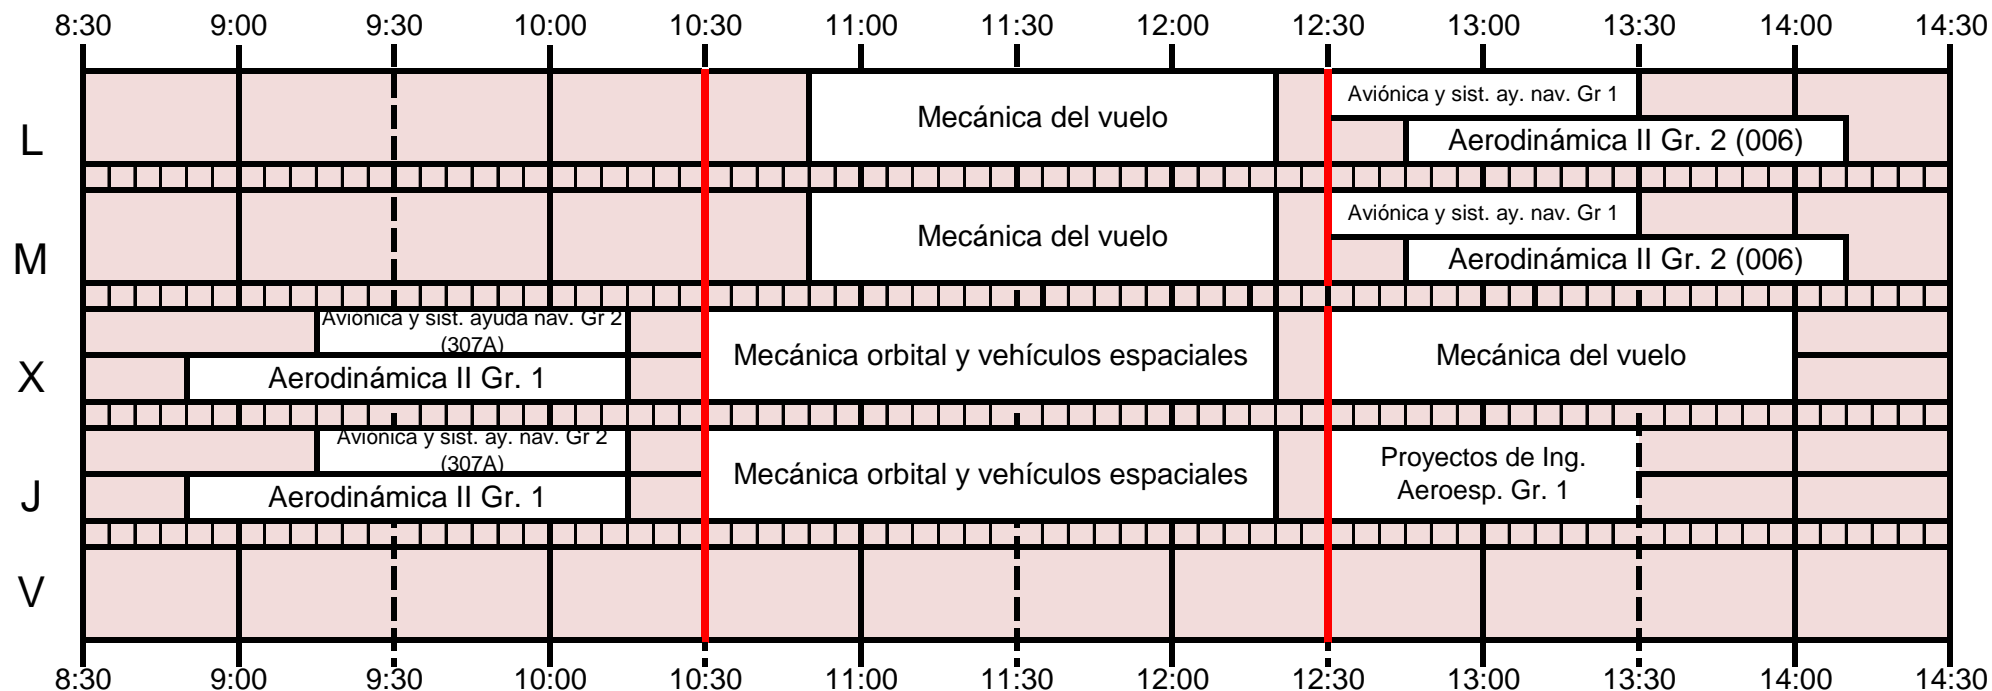 8:30 9:00 9:30 10:00 10:30 11:00 11:30 12:00 12:30 13:00 13:30 14:00 14:30
L
Mecánica del vuelo
Aviónica y sist. ay. nav. Gr 1
Aerodinámica II Gr. 2 (006)
M
Mecánica del vuelo
Aviónica y sist. ay. nav. Gr 1
Aerodinámica II Gr. 2 (006)
X
Aviónica y sist. ayuda nav. Gr 2
(307A)
Aerodinámica II Gr. 1
Mecánica orbital y vehículos espaciales
Mecánica del vuelo
J
Aviónica y sist. ay. nav. Gr 2
(307A)
Aerodinámica II Gr. 1
Mecánica orbital y vehículos espaciales
Proyectos de Ing.
Aeroesp. Gr. 1
V
8:30 9:00 9:30 10:00 10:30 11:00 11:30 12:00 12:30 13:00 13:30 14:00 14:30